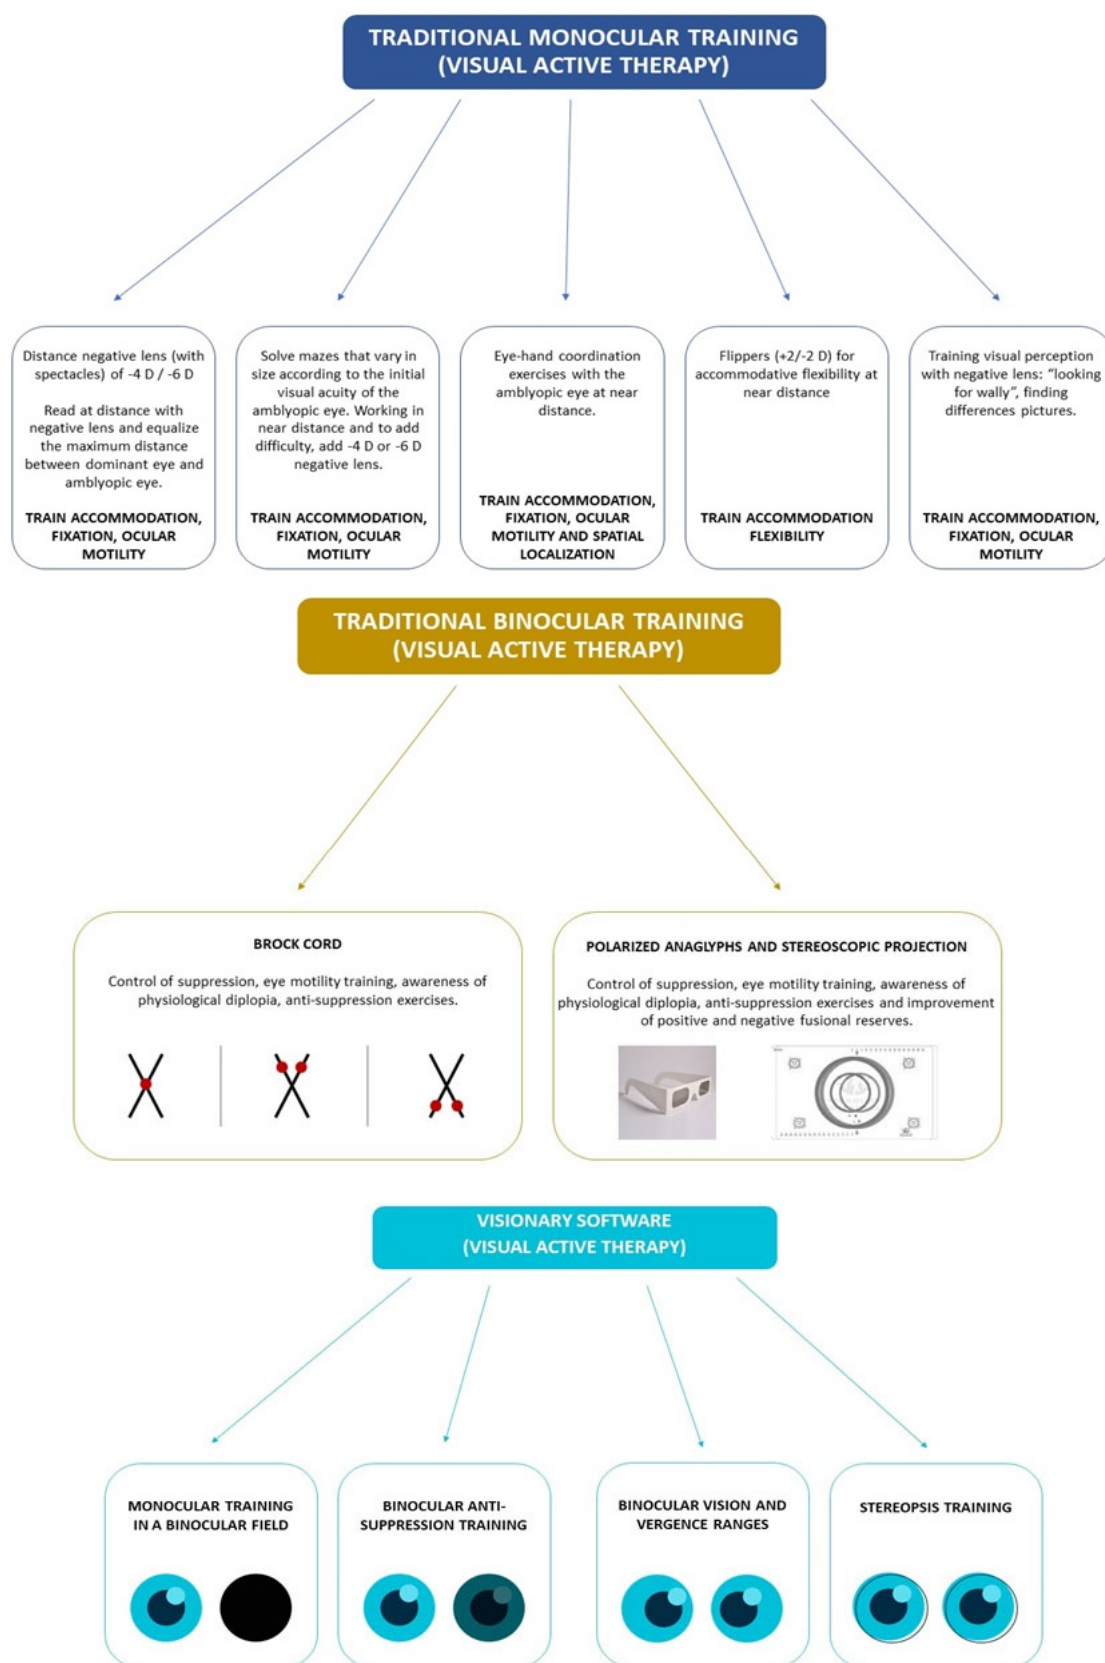 TRADITIONAL MONOCULAR TRAINING
(VISUAL ACTIVE THERAPY)
Distance negative lens (with
spectacles) of -4 D / -6 D
Read at distance with
negative lens and equalize
the maximum distance
between dominant eye and
amblyopic eye.
TRAIN ACCOMMODATION,
FIXATION, OCULAR
MOTILITY
Solve mazes that vary in
size according to the initial
visual acuity of the
amblyopic eye. Working in
near distance and to add
difficulty, add -4 D or -6 D
negative lens.
TRAIN ACCOMMODATION,
FIXATION, OCULAR
MOTILITY
Eye-hand coordination
exercises with the
amblyopic eye at near
distance.
TRAIN ACCOMMODATION,
FIXATION, OCULAR
MOTILITY AND SPATIAL
LOCALIZATION
Flippers (+2/-2 D) for
accommodative flexibility at
near distance
TRAIN ACCOMMODATION
FLEXIBILITY
Training visual perception
with negative lens: “looking
for wally”, finding
differences pictures.
TRAIN ACCOMMODATION,
FIXATION, OCULAR
MOTILITY
TRADITIONAL BINOCULAR TRAINING
(VISUAL ACTIVE THERAPY)
BROCK CORD
Control of suppression, eye motility training, awareness of
physiological diplopia, anti-suppression exercises.
POLARIZED ANAGLYPHS AND STEREOSCOPIC PROJECTION
Control of suppression, eye motility training, awareness of
physiological diplopia, anti-suppression exercises and improvement
of positive and negative fusional reserves.
VISIONARY SOFTWARE
(VISUAL ACTIVE THERAPY)
MONOCULAR TRAINING
IN A BINOCULAR FIELD
BINOCULAR ANTI-
SUPPRESSION TRAINING
BINOCULAR VISION AND
VERGENCE RANGES
STEREOPSIS TRAINING